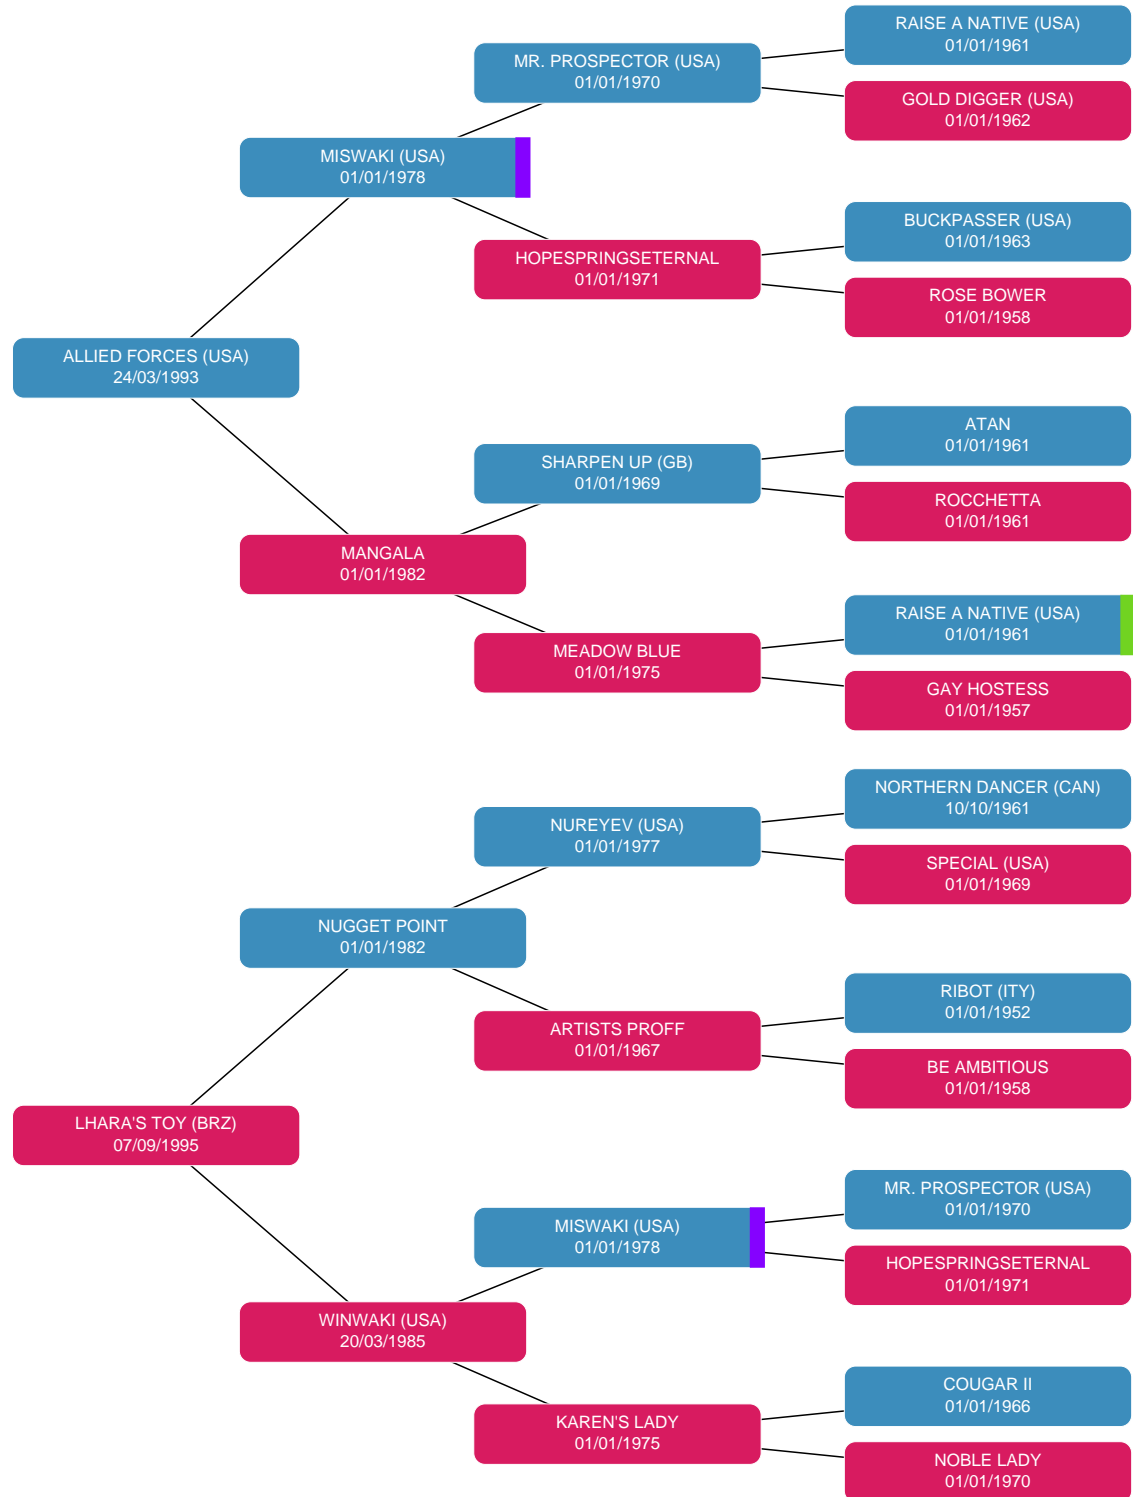 RAISE A NATIVE (USA)
01/01/1961
MR. PROSPECTOR (USA)
01/01/1970
GOLD DIGGER (USA)
01/01/1962
MISWAKI (USA)
01/01/1978
BUCKPASSER (USA)
01/01/1963
HOPESPRINGSETERNAL
01/01/1971
ROSE BOWER
01/01/1958
ALLIED FORCES (USA)
24/03/1993
ATAN
01/01/1961
SHARPEN UP (GB)
01/01/1969
ROCCHETTA
01/01/1961
MANGALA
01/01/1982
RAISE A NATIVE (USA)
01/01/1961
MEADOW BLUE
01/01/1975
GAY HOSTESS
01/01/1957
NORTHERN DANCER (CAN)
10/10/1961
NUREYEV (USA)
01/01/1977
SPECIAL (USA)
01/01/1969
NUGGET POINT
01/01/1982
RIBOT (ITY)
01/01/1952
ARTISTS PROFF
01/01/1967
BE AMBITIOUS
01/01/1958
LHARA'S TOY (BRZ)
07/09/1995
MR. PROSPECTOR (USA)
01/01/1970
MISWAKI (USA)
01/01/1978
HOPESPRINGSETERNAL
01/01/1971
WINWAKI (USA)
20/03/1985
COUGAR II
01/01/1966
KAREN'S LADY
01/01/1975
NOBLE LADY
01/01/1970